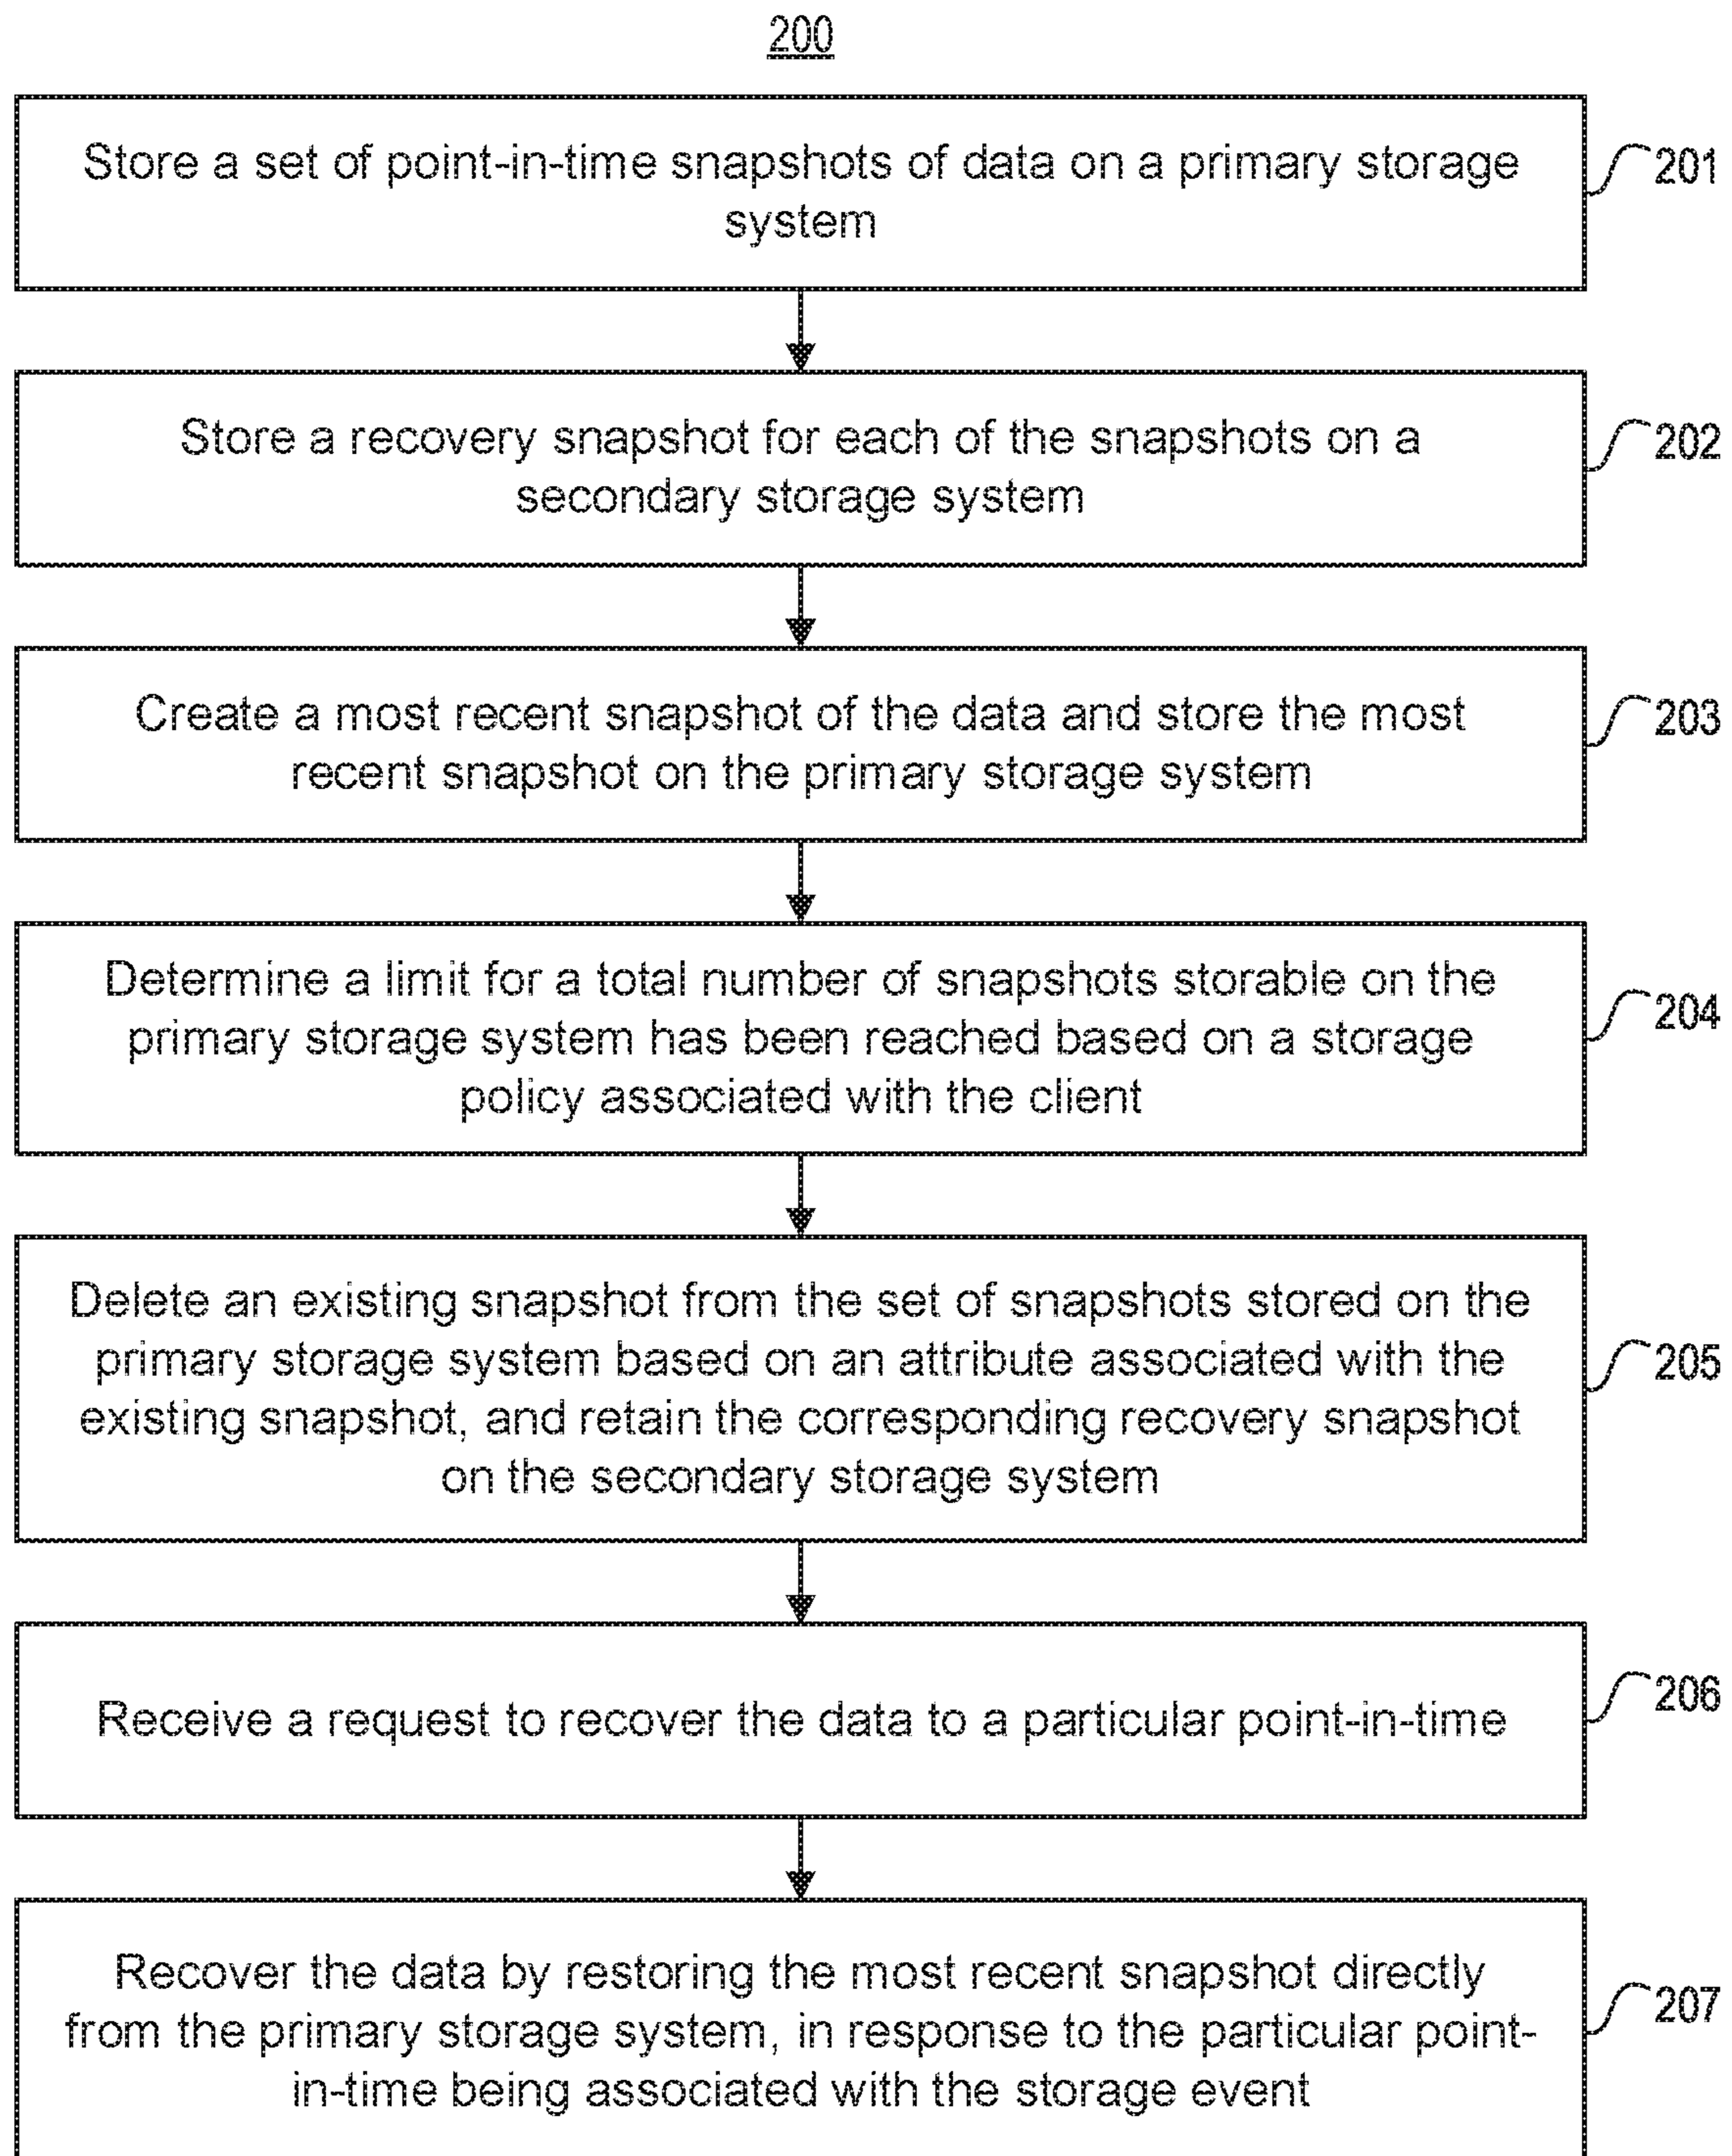 200
Store a set of point-in-time snapshots of data on a primary storage
system
201
Store a recovery snapshot for each of the snapshots on a
secondary storage system
202
Create a most recent snapshot of the data and store the most
recent snapshot on the primary storage system
203
Determine a limit for a total number of snapshots storable on the
primary storage system has been reached based on a storage
policy associated with the client
204
Delete an existing snapshot from the set of snapshots stored on the
primary storage system based on an attribute associated with the
existing snapshot, and retain the corresponding recovery snapshot
on the secondary storage system
205
Receive a request to recover the data to a particular point-in-time
206
Recover the data by restoring the most recent snapshot directly
from the primary storage system, in response to the particular point-
in-time being associated with the storage event
207